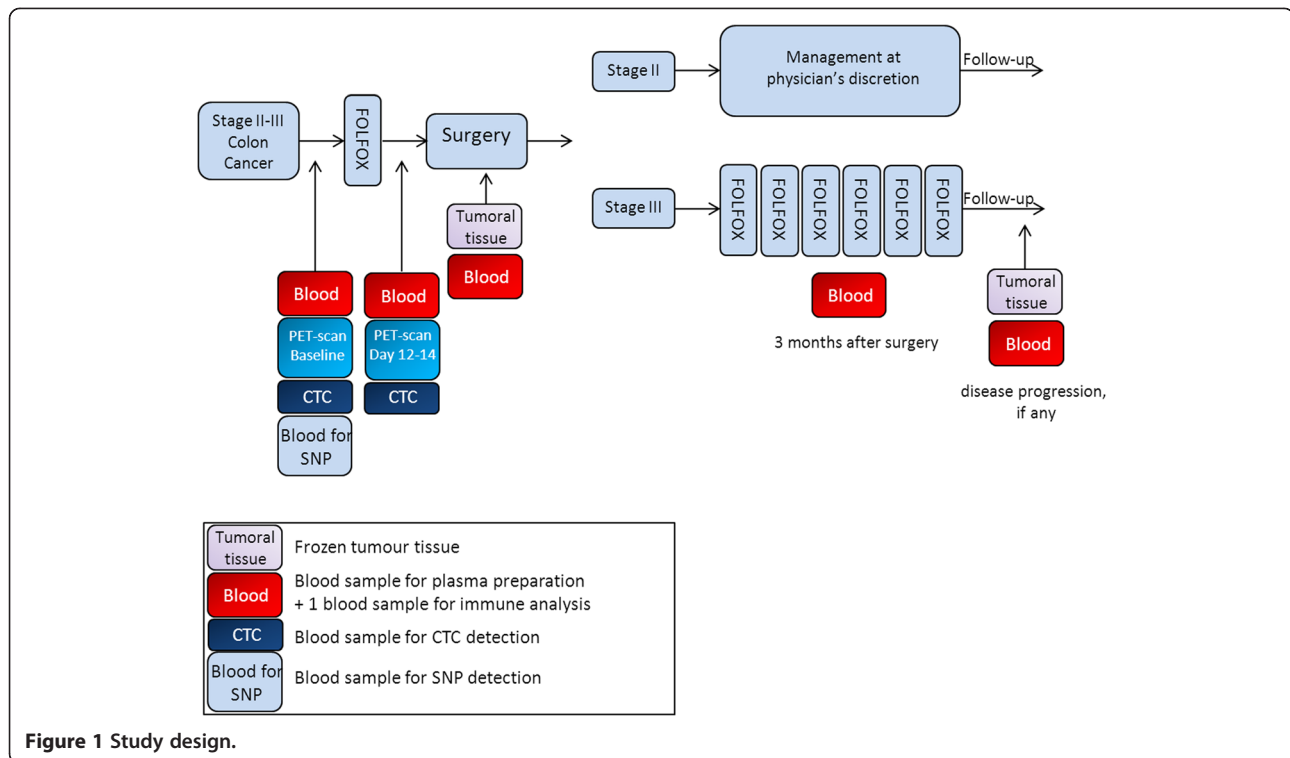 Stage II-III
Colon
Cancer
FOLFOX
Surgery
Tumoral
tissue
Blood
Blood
PET-scan
Baseline
CTC
Blood for
SNP
Blood
PET-scan
Day 12-14
CTC
Stage II
Management at
physician's discretion
Follow-up
Stage III
FOLFOX
FOLFOX
FOLFOX
FOLFOX
FOLFOX
FOLFOX
Follow-up
Blood
3 months after surgery
Tumoral
tissue
Blood
disease progression,
if any
Tumoral
tissue
Frozen tumour tissue
Blood
Blood sample for plasma preparation
+ 1 blood sample for immune analysis
CTC
Blood sample for CTC detection
Blood for
SNP
Blood sample for SNP detection
Figure 1 Study design.